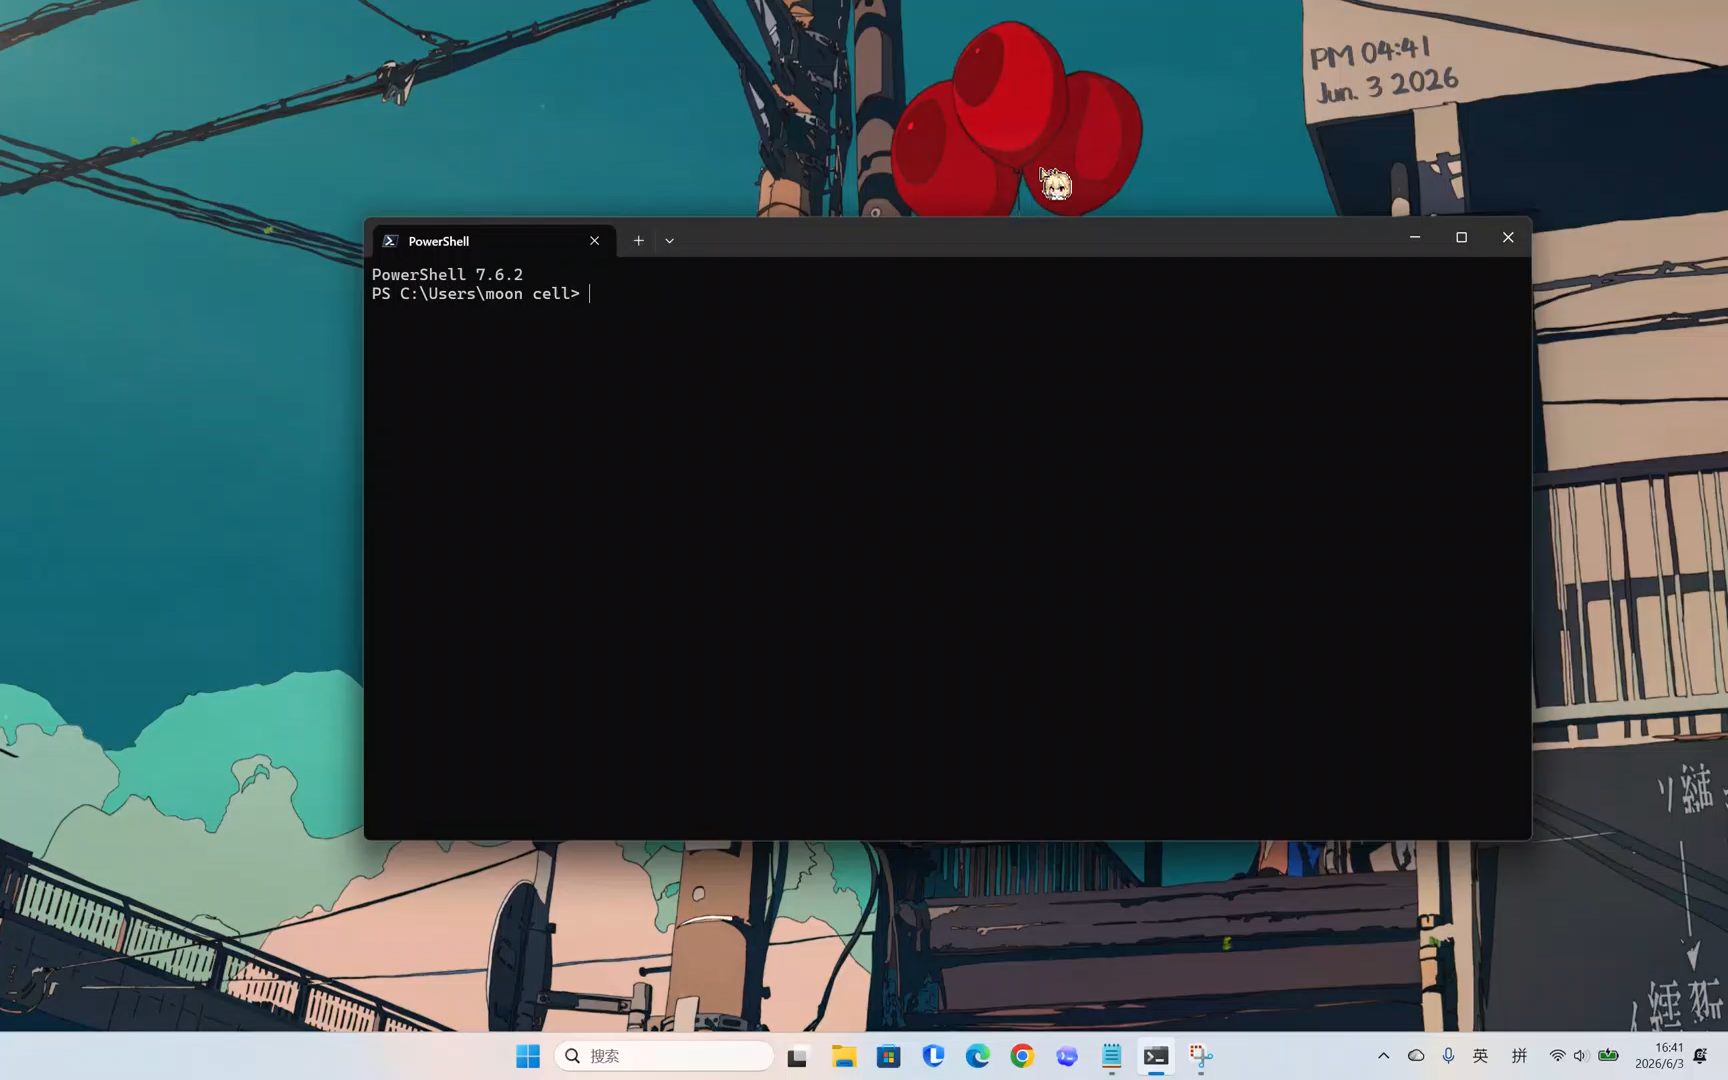 PM 04:41
Jun. 3 2026
PowerShell
PowerShell 7.6.2
PS C:\Users\moon cell>
搜索
英
拼
16:41
2026/6/3